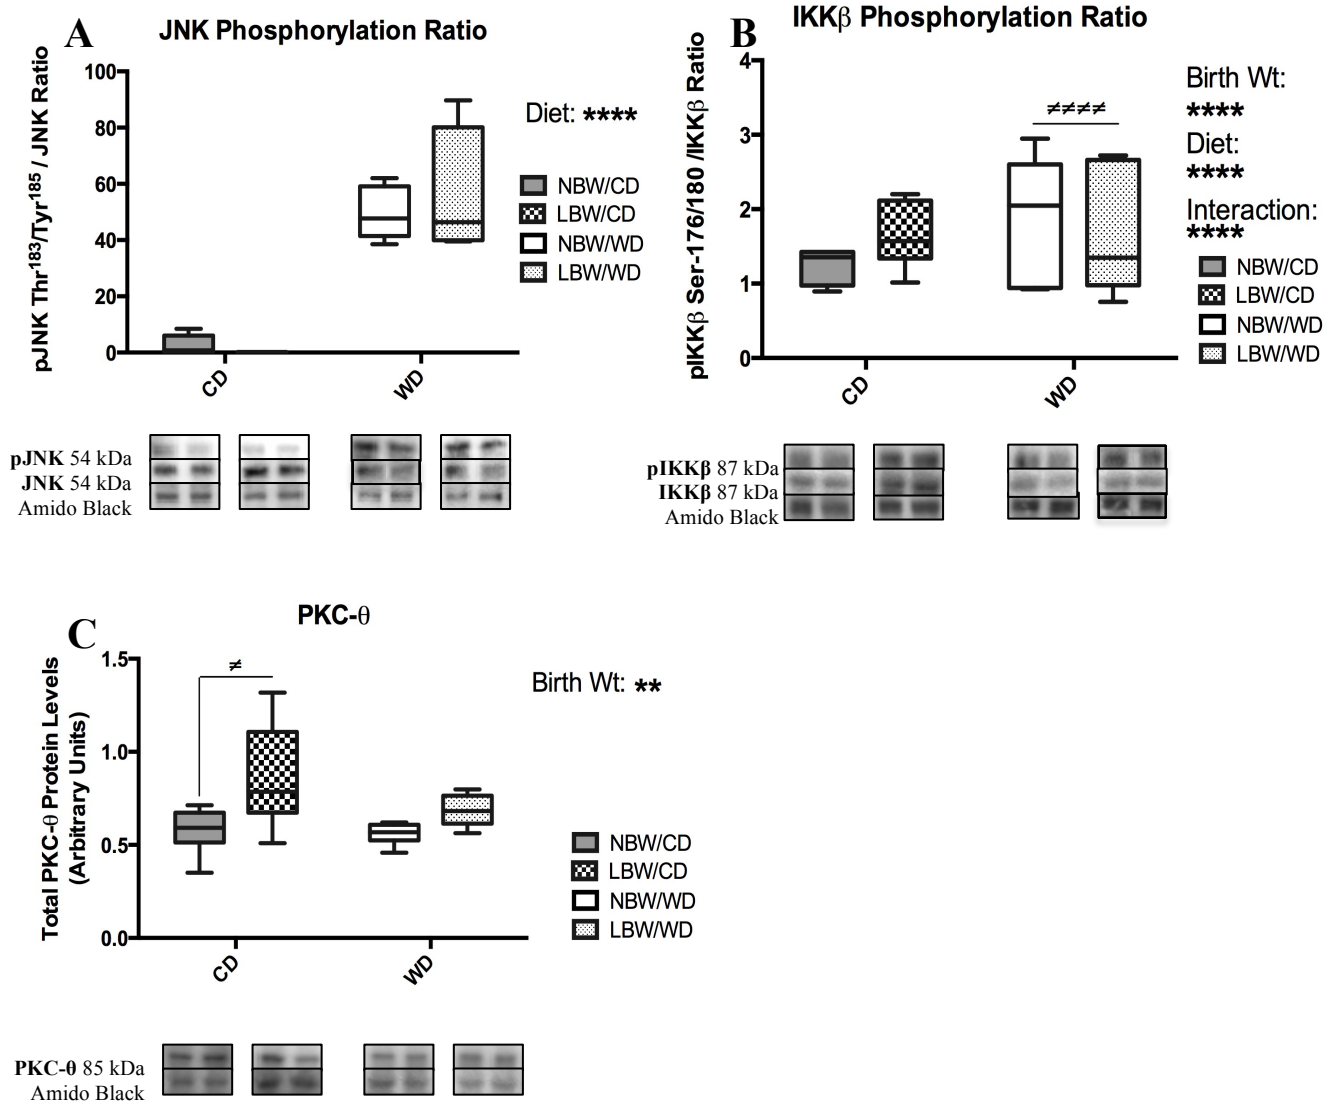 A
JNK Phosphorylation Ratio
pJNK Thr183/Tyr185 / JNK Ratio
100
80
60
40
20
0
CD
WD
Diet: ****
NBW/CD
LBW/CD
NBW/WD
LBW/WD
pJNK 54 kDa
JNK 54 kDa
Amido Black
B
IKKβ Phosphorylation Ratio
pIKKβ Ser-176/180 /IKKβ Ratio
4
3
2
1
0
CD
WD
≠≠≠≠
Birth Wt:
****
Diet:
****
Interaction:
****
NBW/CD
LBW/CD
NBW/WD
LBW/WD
pIKKβ 87 kDa
IKKβ 87 kDa
Amido Black
C
PKC-θ
Total PKC-θ Protein Levels
(Arbitrary Units)
1.5
1.0
0.5
0.0
CD
WD
≠
Birth Wt: **
NBW/CD
LBW/CD
NBW/WD
LBW/WD
PKC-θ 85 kDa
Amido Black